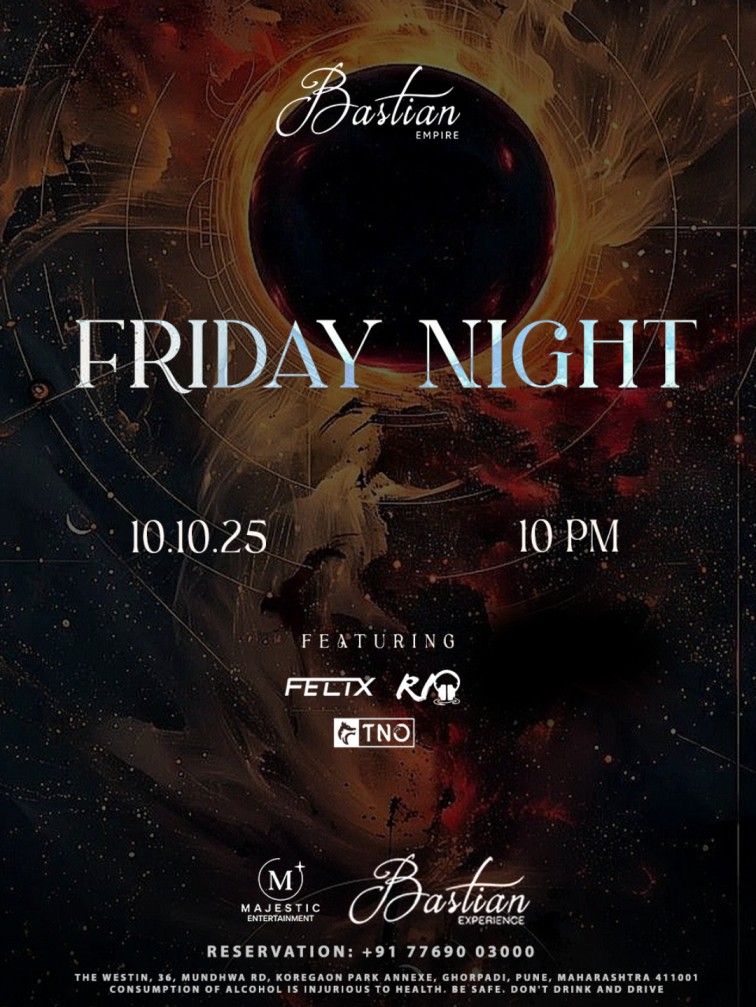 Bastian
EMPIRE
FRIDAY NIGHT
10.10.25 10 PM
FEATURING
FELIX RIO
TNO
M
MAJESTIC
ENTERTAINMENT
Bastian
EXPERIENCE
RESERVATION: +91 77690 03000
THE WESTIN, 36, MUNDHWA RD, KOREGAON PARK ANNEXE, GHORPADI, PUNE, MAHARASHTRA 411001
CONSUMPTION OF ALCOHOL IS INJURIOUS TO HEALTH. BE SAFE. DON'T DRINK AND DRIVE